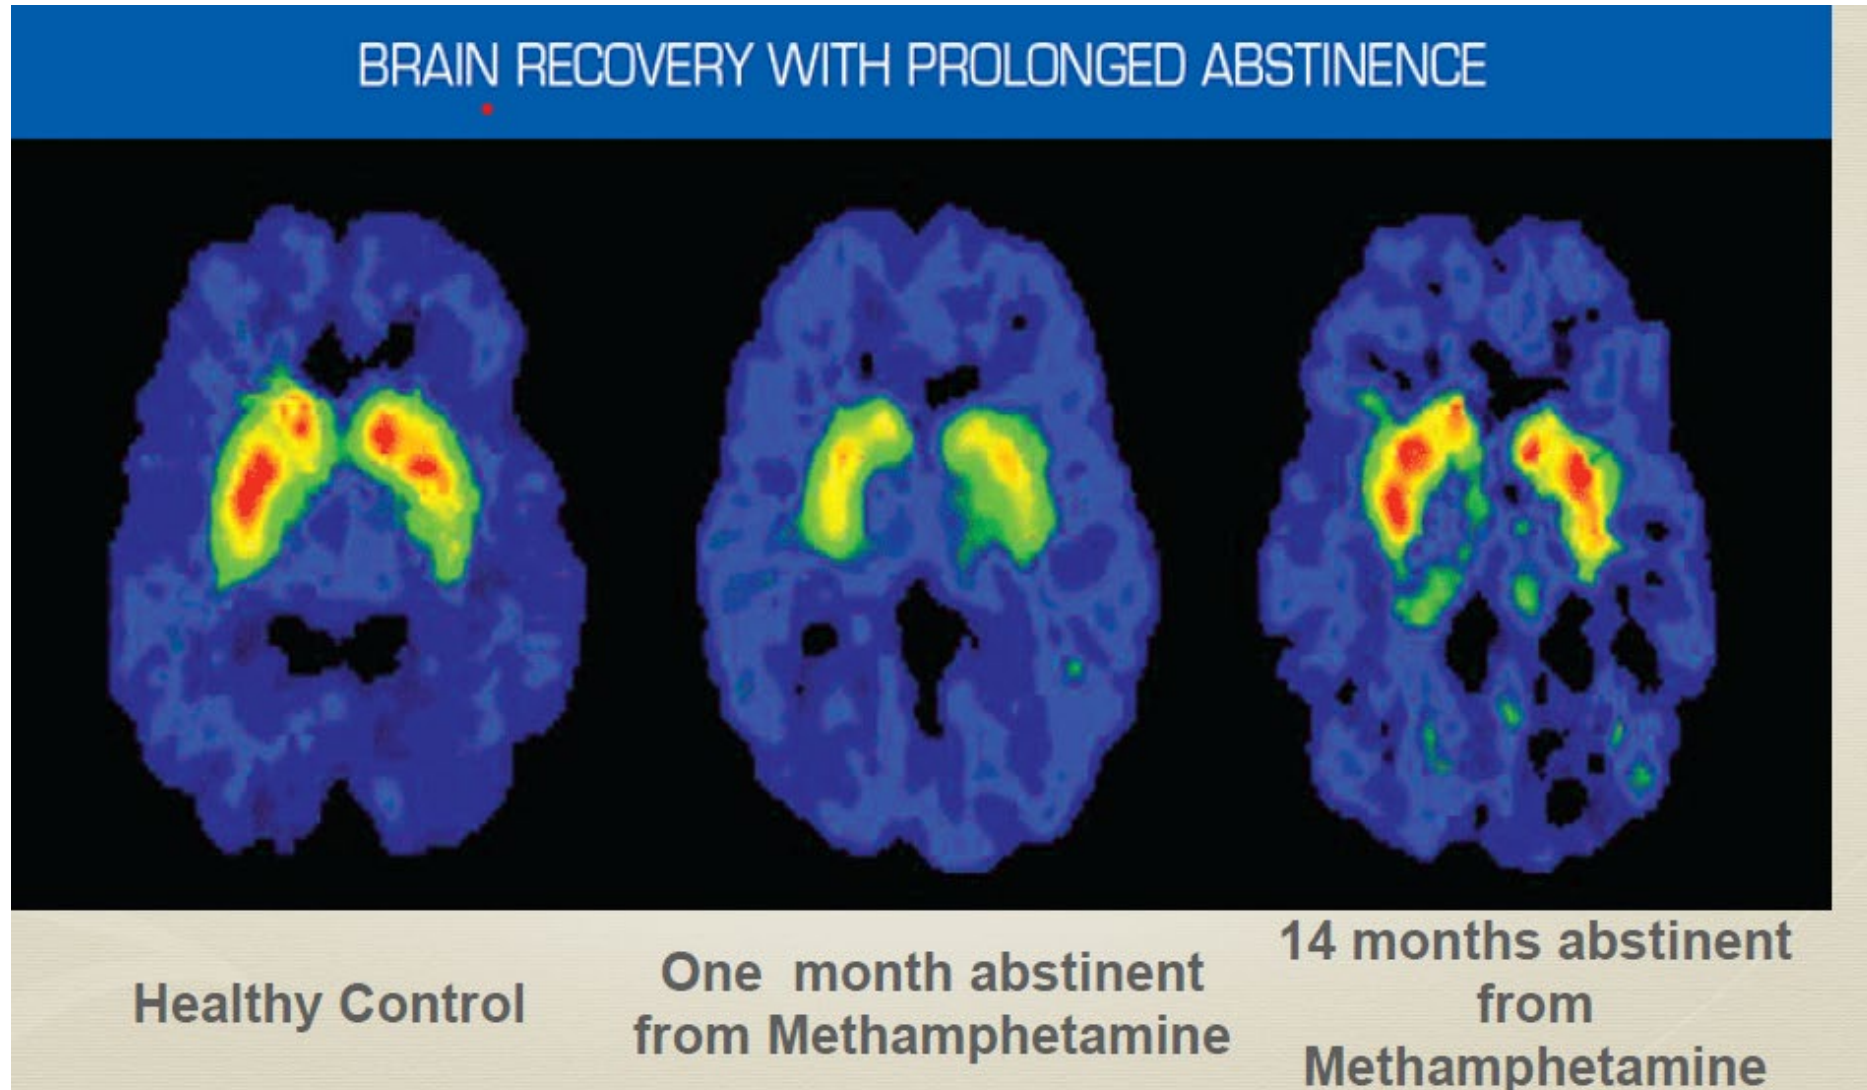 BRAIN RECOVERY WITH PROLONGED ABSTINENCE
Healthy Control
One month abstinent
from Methamphetamine
14 months abstinent
from
Methamphetamine